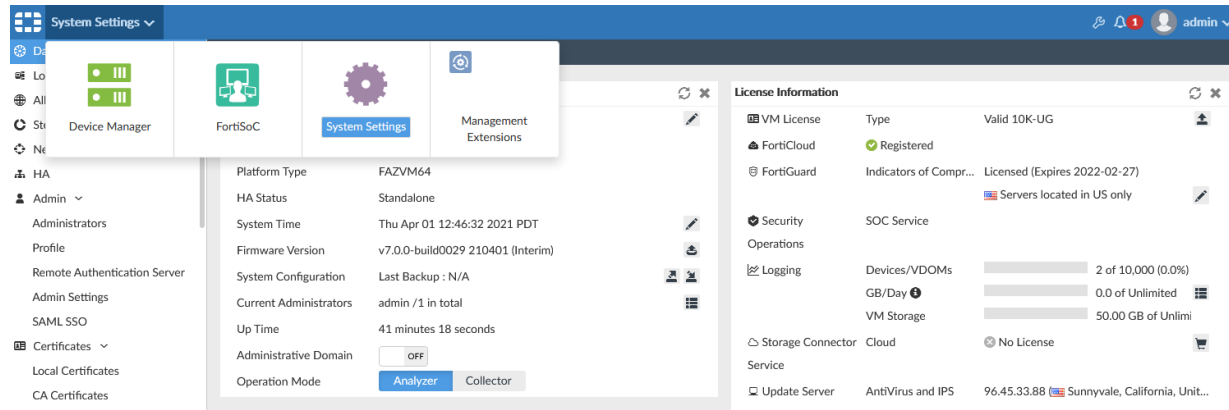 System Settings
1
admin
Da
Lo
All
Ne
HA
Admin
Administrators
Profile
Remote Authentication Server
Admin Settings
SAML SSO
Certificates
Local Certificates
CA Certificates
Device Manager
FortiSoC
System Settings
Management
Extensions
Platform Type FAZVM64
HA Status Standalone
System Time Thu Apr 01 12:46:32 2021 PDT
Firmware Version v7.0.0-build0029 210401 (Interim)
System Configuration Last Backup : N/A
Current Administrators admin /1 in total
Up Time 41 minutes 18 seconds
Administrative Domain OFF
Operation Mode Analyzer Collector
License Information
VM License Type Valid 10K-UG
FortiCloud Registered
FortiGuard Indicators of Compr... Licensed (Expires 2022-02-27)
Servers located in US only
Security SOC Service
Operations
Logging Devices/VDOMs 2 of 10,000 (0.0%)
GB/Day 0.0 of Unlimited
VM Storage 50.00 GB of Unlimi
Storage Connector Cloud No License
Service
Update Server AntiVirus and IPS 96.45.33.88 (Sunnyvale, California, Unit...